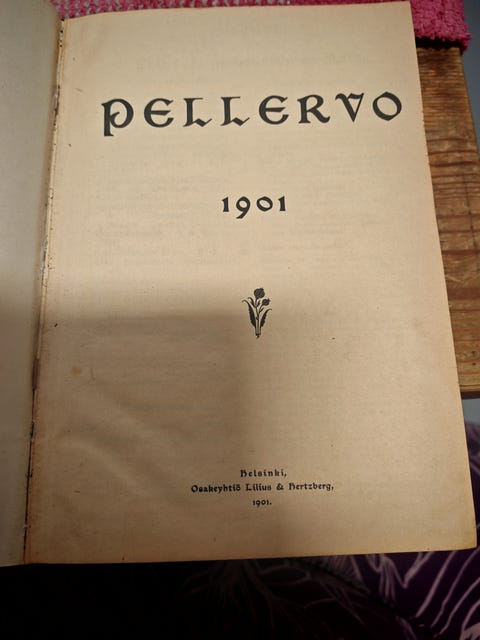 PELLERVO
1901
Helsinki,
Osakeyhtiö Lilius & Hertzberg,
1901.